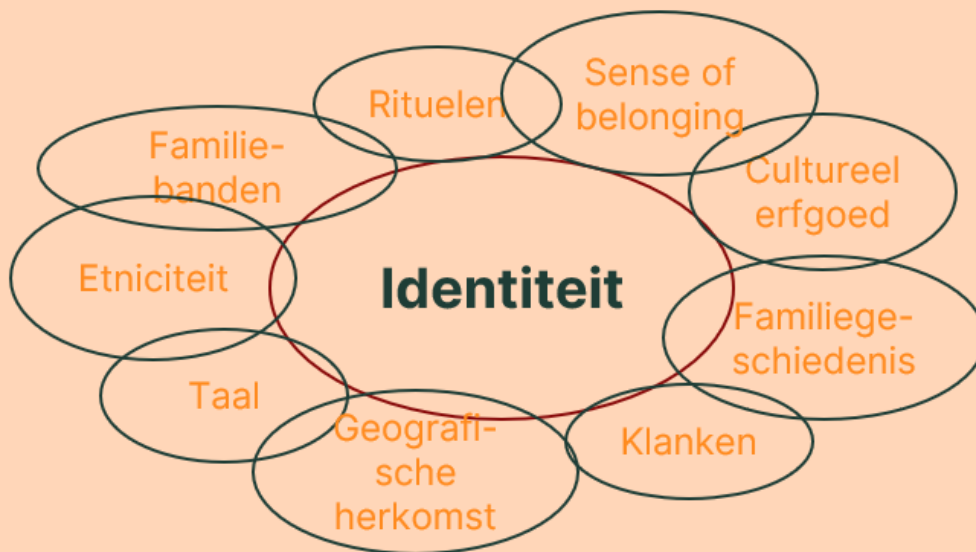 Sense of
belonging
Rituelen
Familie-
banden
Cultureel
erfgoed
Etniciteit
Identiteit
Familiege-
schiedenis
Taal
Geografi-
sche
herkomst
Klanken